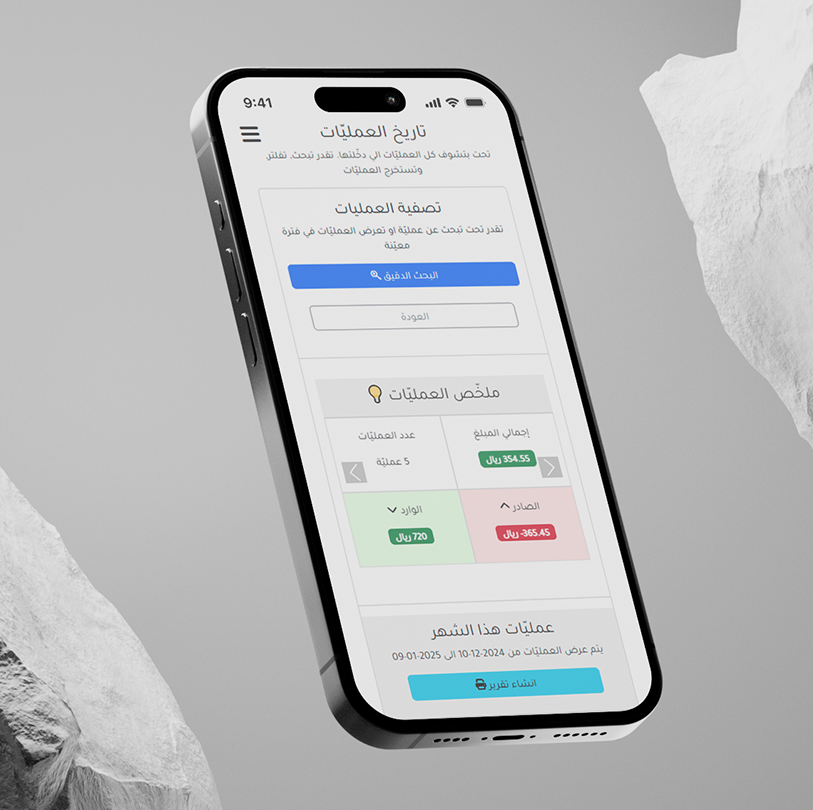 9:41
تاريخ العمليّات
تحت بتشوف كل العمليّات الي دخّلتها. تقدر تبحث، تفلتر،
وتستخرج العمليّات
تصفية العمليات
تقدر تحت تبحث عن عمليّة او تعرض العمليّات في فترة
معيّنة
البحث الدقيق
العودة
ملخّص العمليّات
إجمالي المبلغ
354.55 ريال
عدد العمليّات
5 عمليّة
الصادر
-365.45 ريال
الوارد
720 ريال
عمليّات هذا الشهر
يتم عرض العمليّات من 2024-12-10 الى 2025-01-09
انشاء تقرير